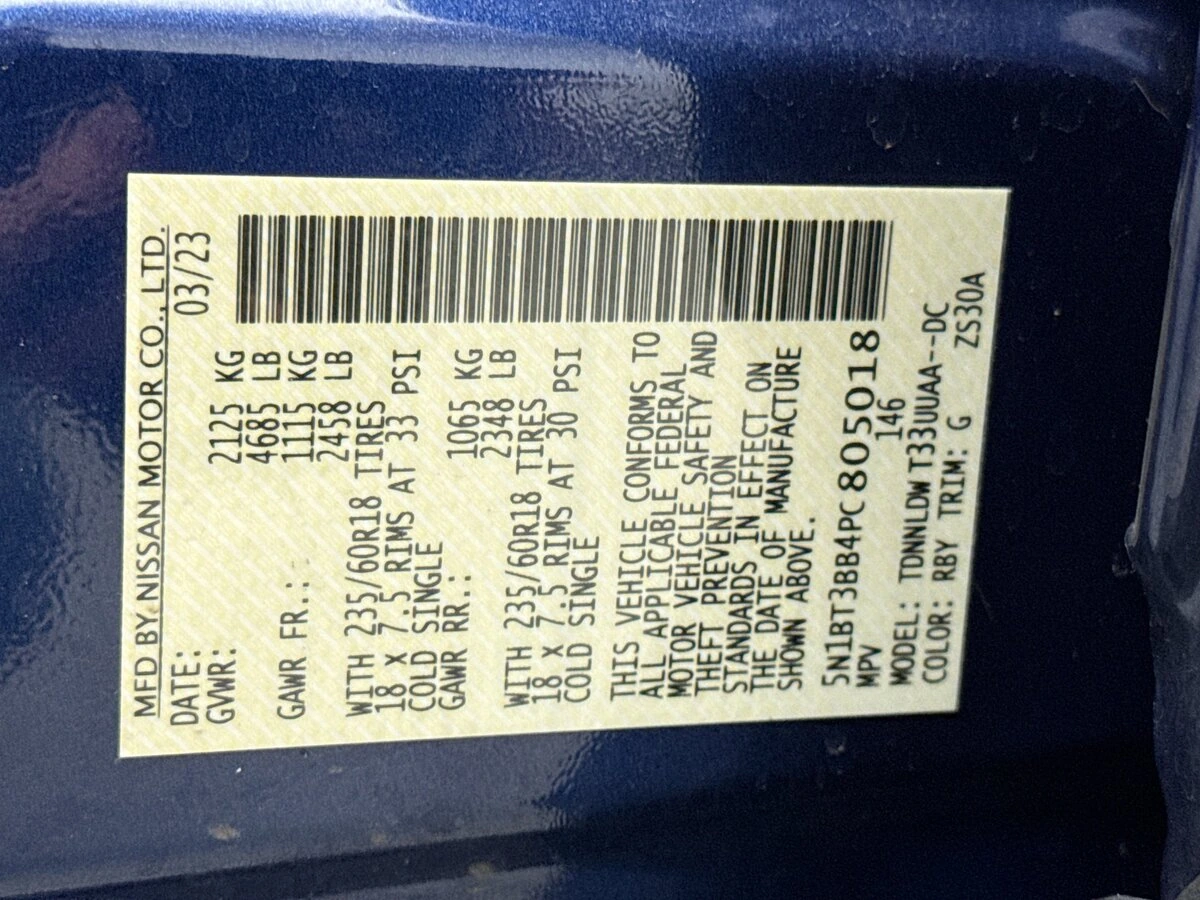 MFD BY NISSAN MOTOR CO., LTD.
DATE: 03/23
GVWR: 2125 KG
4685 LB
GAWR FR.: 1115 KG
2458 LB
WITH 235/60R18 TIRES
18 X 7.5 RIMS AT 33 PSI
COLD SINGLE
GAWR RR.: 1065 KG
2348 LB
WITH 235/60R18 TIRES
18 X 7.5 RIMS AT 30 PSI
COLD SINGLE
THIS VEHICLE CONFORMS TO
ALL APPLICABLE FEDERAL
MOTOR VEHICLE SAFETY AND
THEFT PREVENTION
STANDARDS IN EFFECT ON
THE DATE OF MANUFACTURE
SHOWN ABOVE.
5N1BT3BB4PC805018
MPV 146
MODEL: TDNNLDW T33UUAA--DC
COLOR: RBY TRIM: G ZS30A